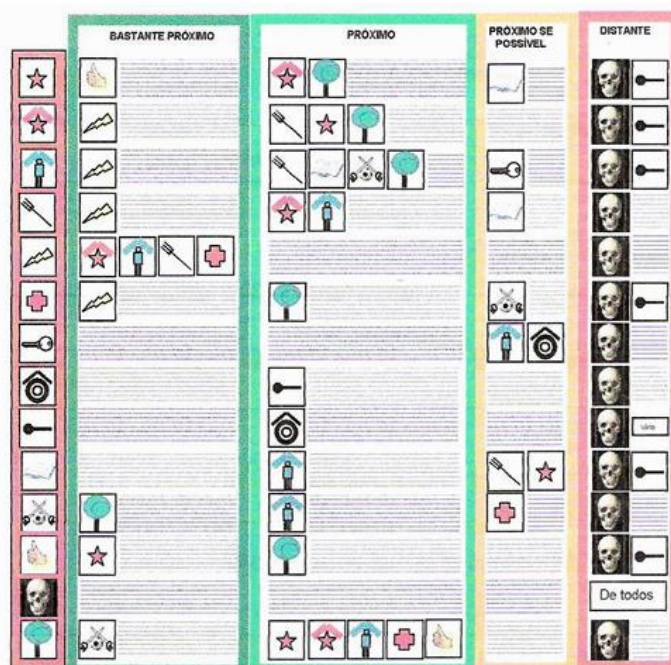 BASTANTE PRÓXIMO
PRÓXIMO
PRÓXIMO SE
POSSÍVEL
DISTANTE
De todos